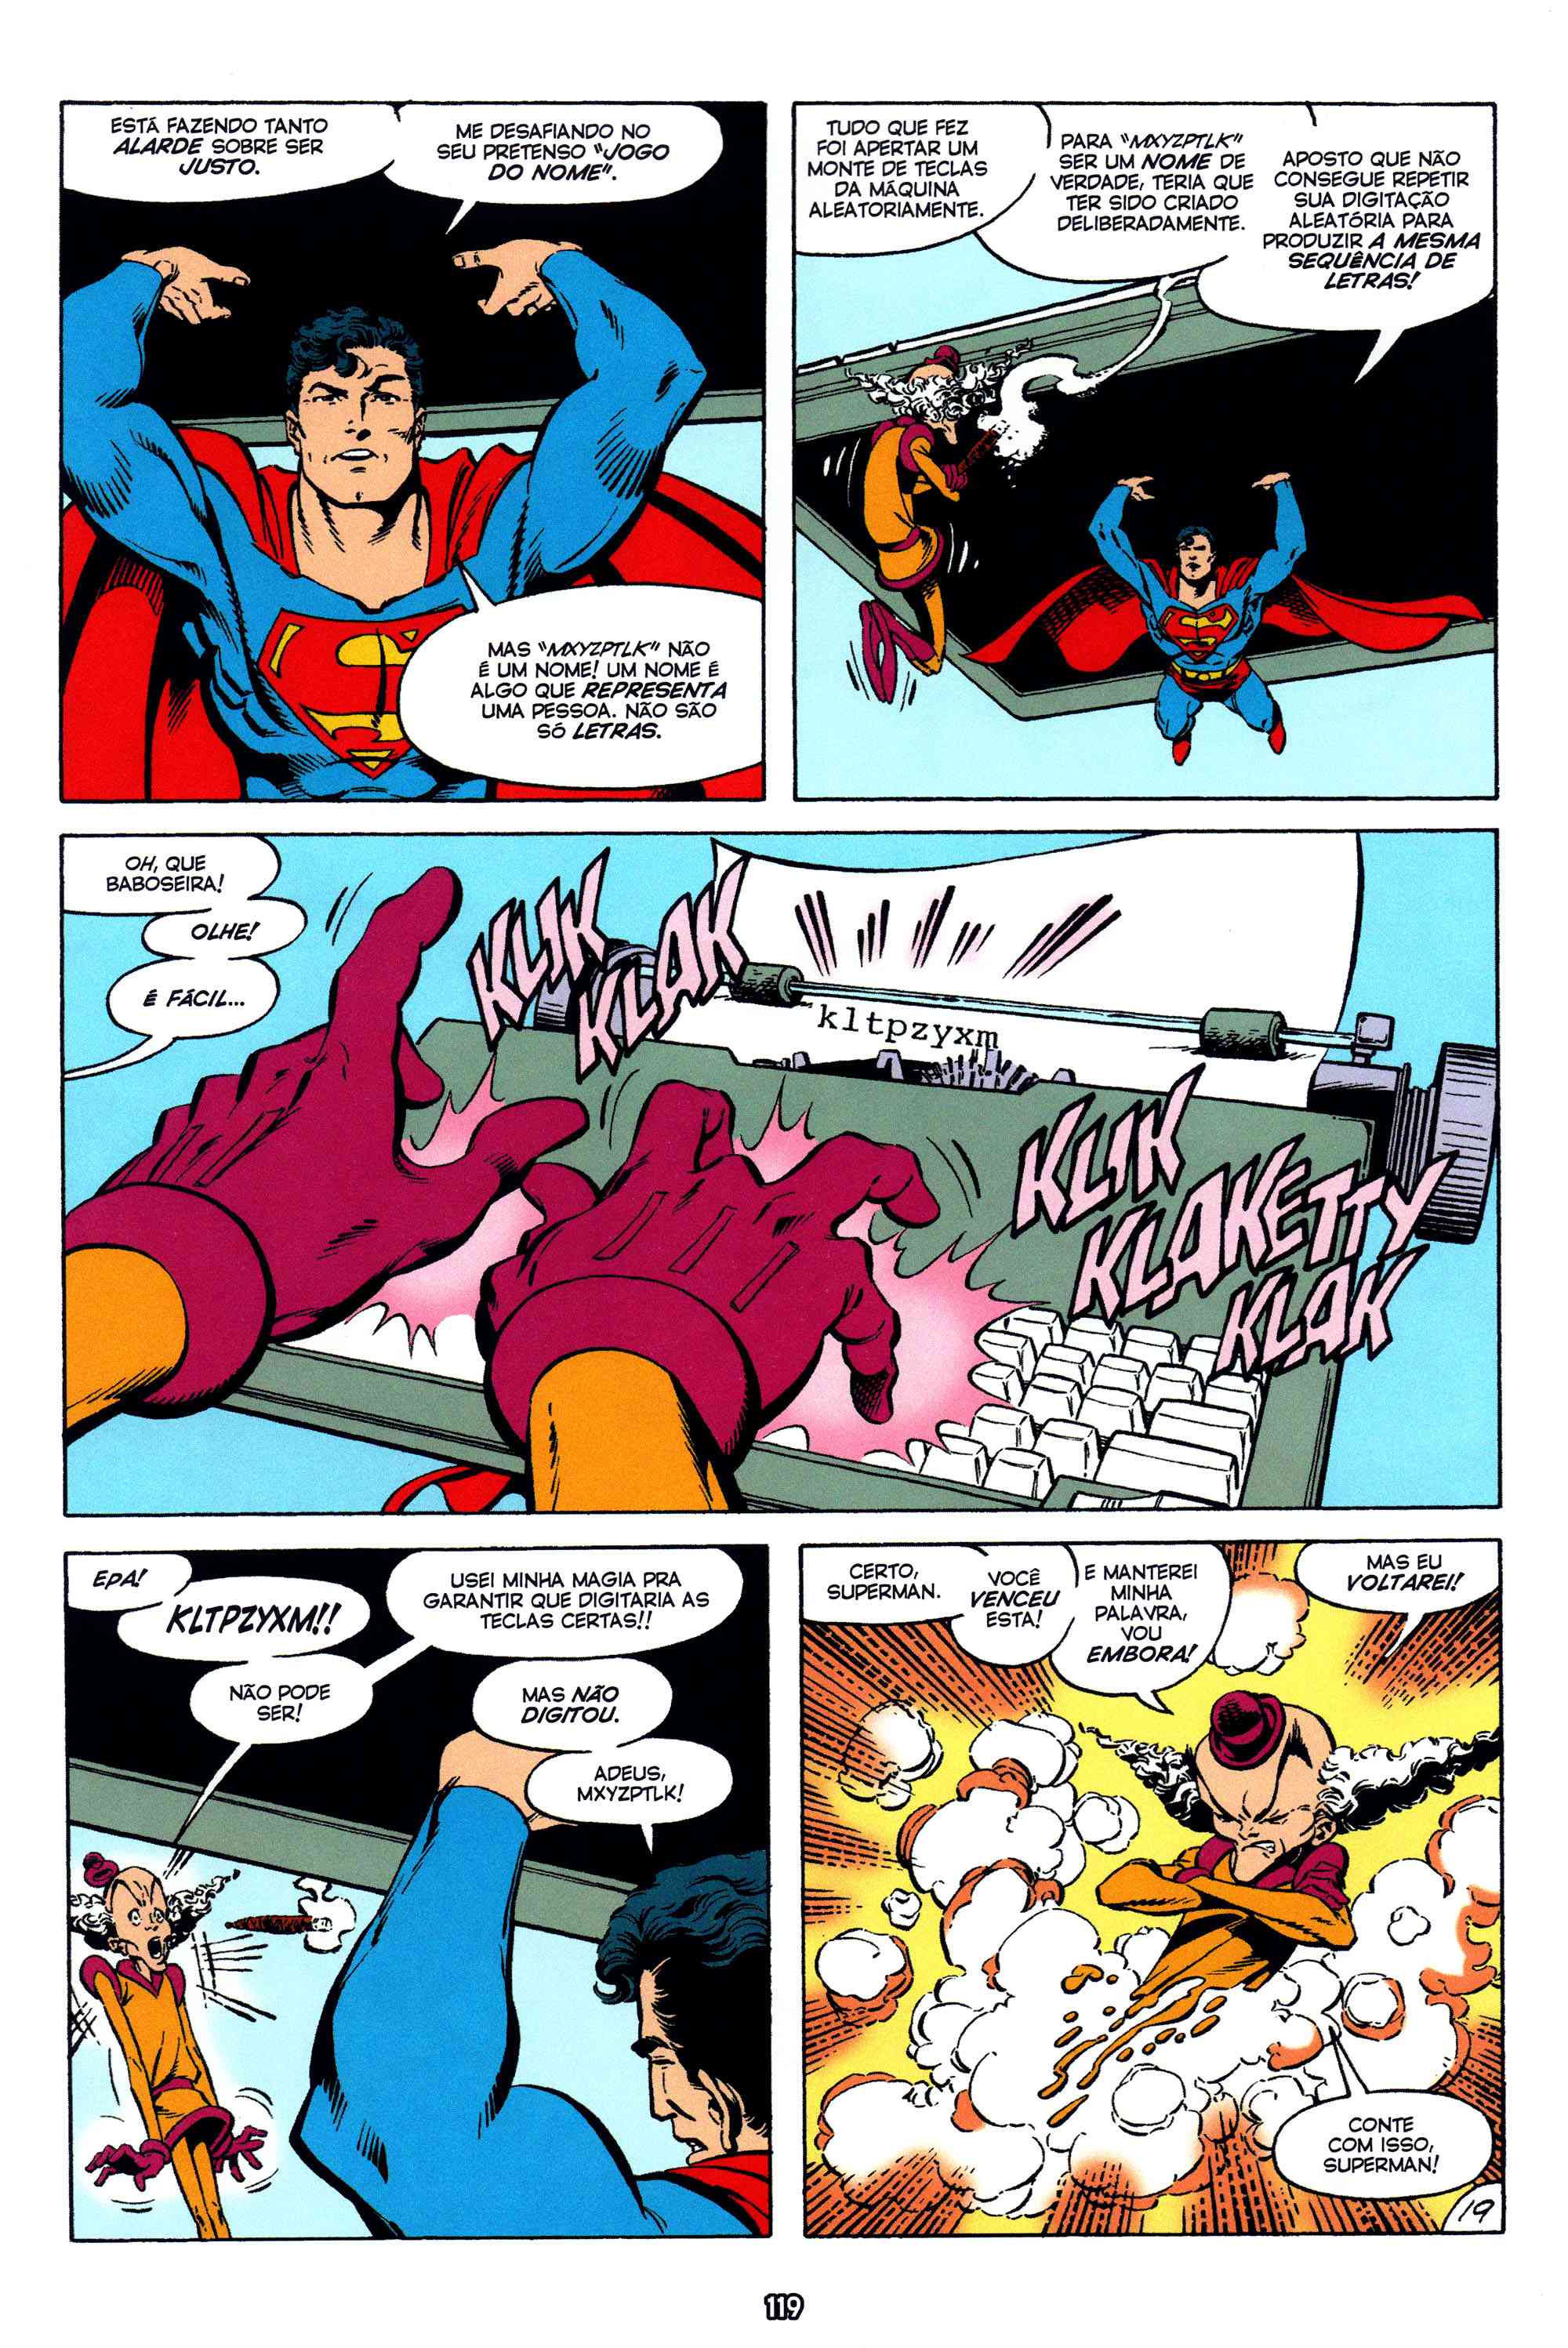 ESTÁ FAZENDO TANTO
ALARDE SOBRE SER
JUSTO.
ME DESAFIANDO NO
SEU PRETENSO "JOGO
DO NOME".
MAS "MXYZPTLK" NÃO
É UM NOME! UM NOME É
ALGO QUE REPRESENTA
UMA PESSOA. NÃO SÃO
SÓ LETRAS.
TUDO QUE FEZ
FOI APERTAR UM
MONTE DE TECLAS
DA MÁQUINA
ALEATORIAMENTE.
PARA "MXYZPTLK"
SER UM NOME DE
VERDADE, TERIA QUE
TER SIDO CRIADO
DELIBERADAMENTE.
APOSTO QUE NÃO
CONSEGUE REPETIR
SUA DIGITAÇÃO
ALEATÓRIA PARA
PRODUZIR A MESMA
SEQUÊNCIA DE
LETRAS!
OH, QUE
BABOSEIRA!
OLHE!
É FÁCIL...
KLIK
KLAK
kltpzyxm
KLIK
KLAKETTY
KLAK
EPA!
KLTPZYXM!!
USEI MINHA MAGIA PRA
GARANTIR QUE DIGITARIA AS
TECLAS CERTAS!!
NÃO PODE
SER!
MAS NÃO
DIGITOU.
ADEUS,
MXYZPTLK!
CERTO,
SUPERMAN.
VOCÊ
VENCEU
ESTA!
E MANTEREI
MINHA
PALAVRA,
VOU
EMBORA!
MAS EU
VOLTAREI!
CONTE
COM ISSO,
SUPERMAN!
19
119